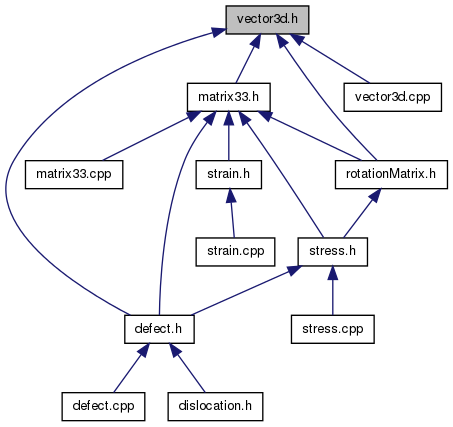 vector3d.h
matrix33.h
vector3d.cpp
matrix33.cpp
strain.h
rotationMatrix.h
strain.cpp
stress.h
defect.h
stress.cpp
defect.cpp
dislocation.h